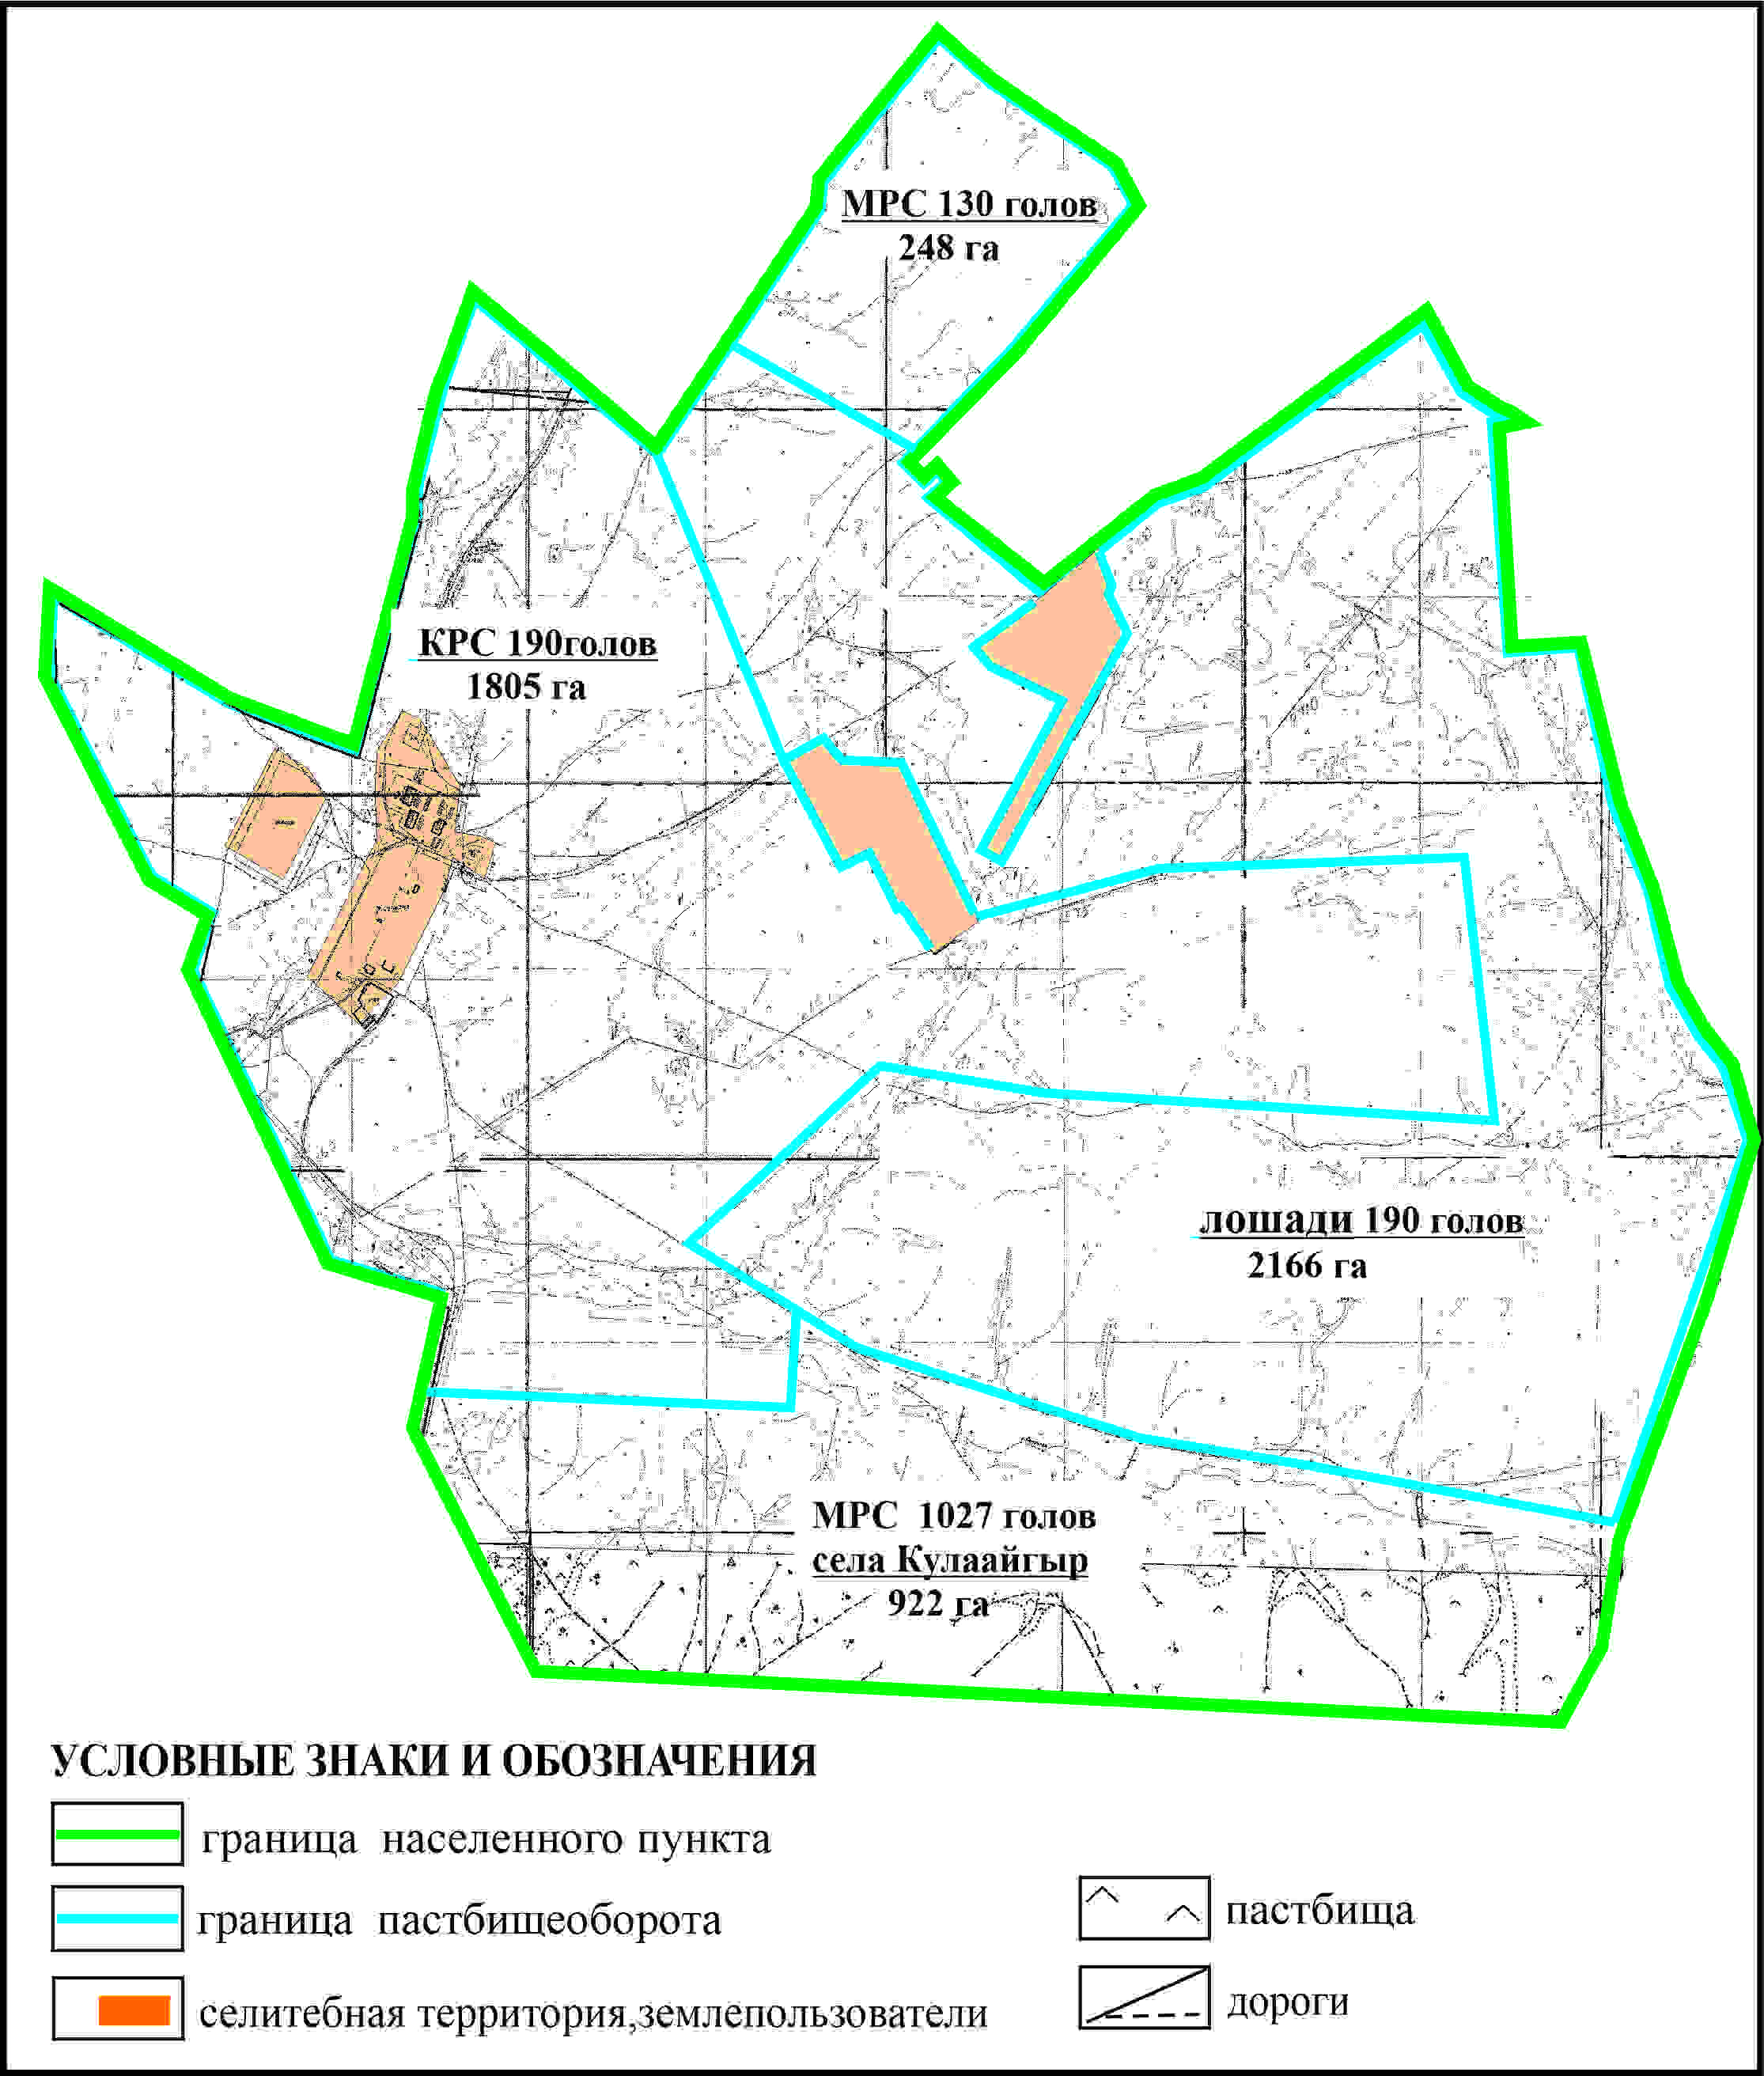 МРС 130 голов
248 га
КРС 190голов
1805 га
лошади 190 голов
2166 га
МРС 1027 голов
села Кулаайгыр
922 га
УСЛОВНЫЕ ЗНАКИ И ОБОЗНАЧЕНИЯ
граница населенного пункта
граница пастбищеоборота
селитебная территория,землепользователи
пастбища
дороги